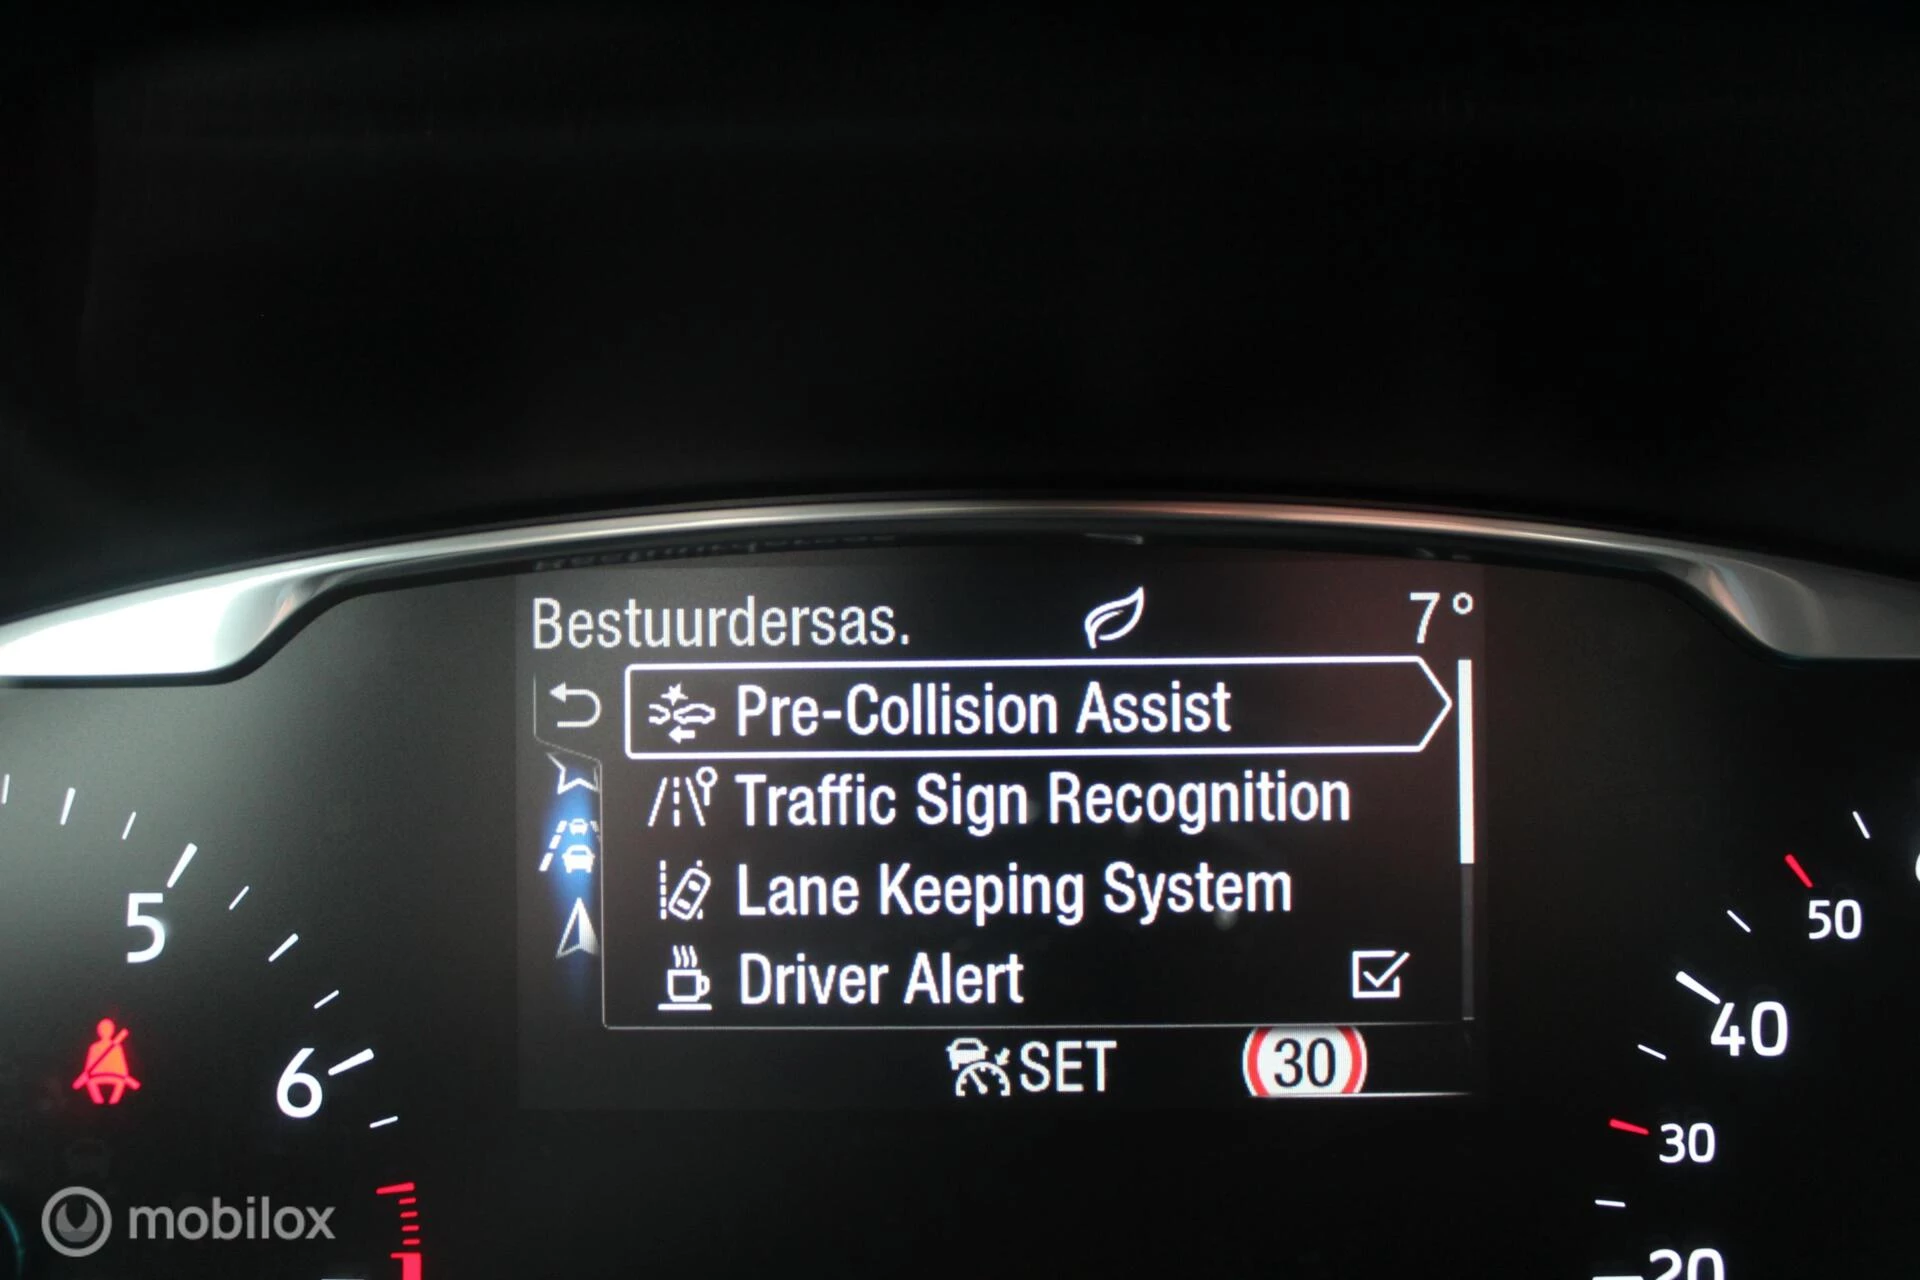 Bestuurdersas. 7°
Pre-Collision Assist
Traffic Sign Recognition
Lane Keeping System
Driver Alert
SET 30
5
6
50
40
30
20
mobilox